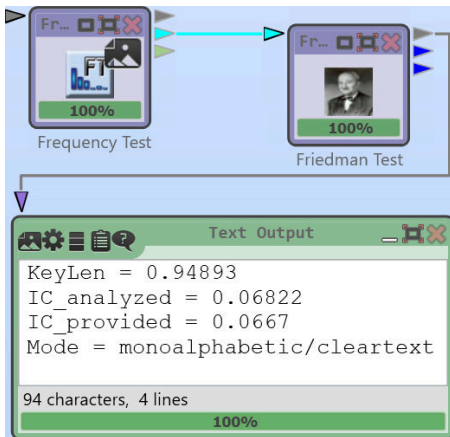 Fr...
FT
100%
Frequency Test
Fr...
100%
Friedman Test
Text Output
KeyLen = 0.94893
IC_analyzed = 0.06822
IC_provided = 0.0667
Mode = monoalphabetic/cleartext
94 characters, 4 lines
100%